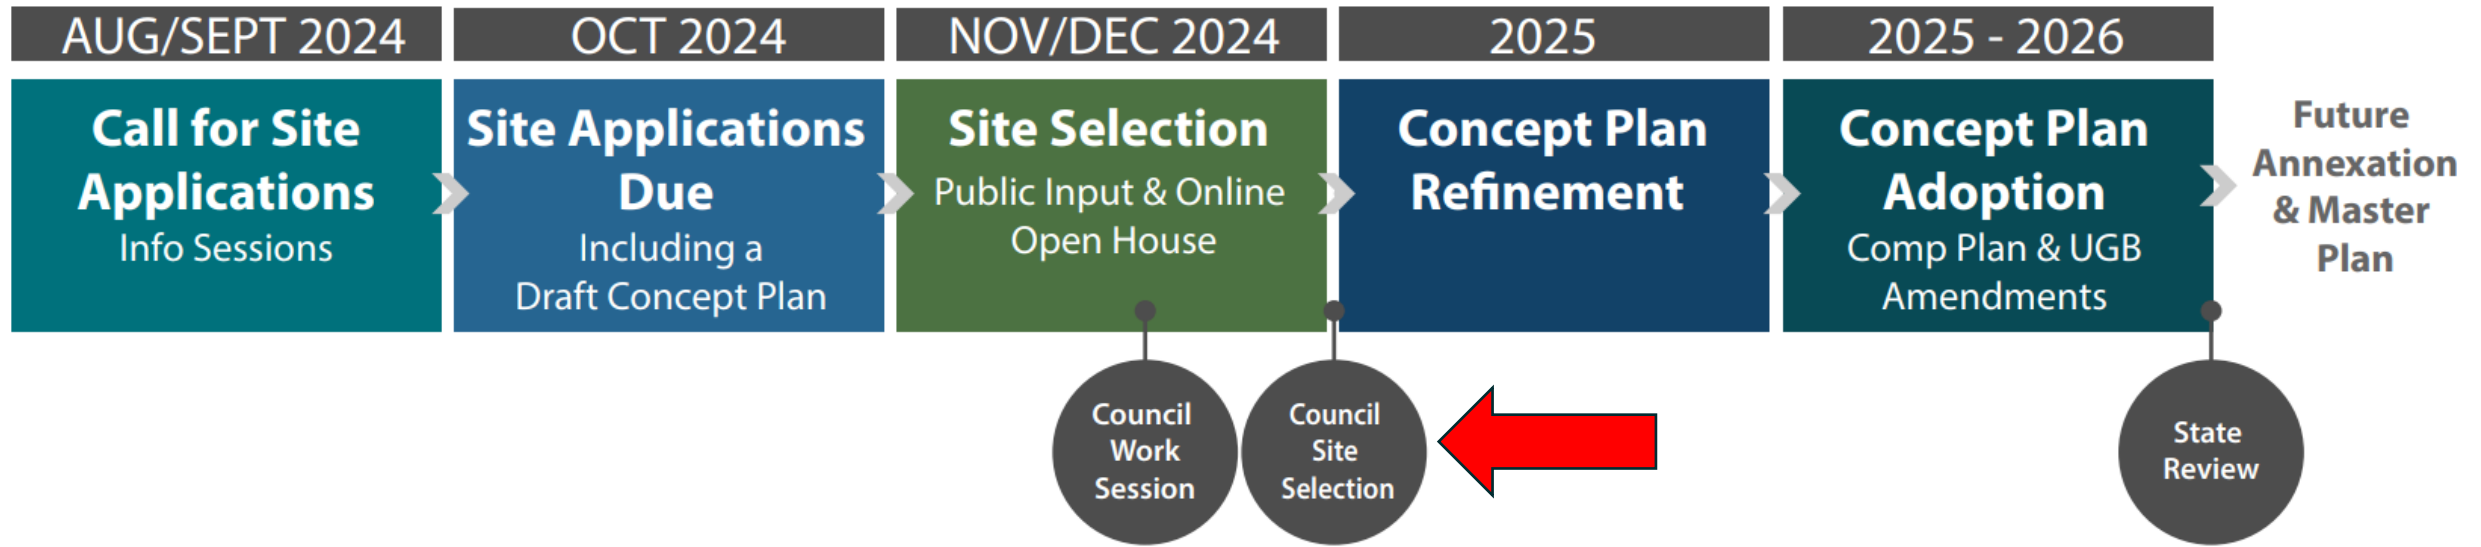 AUG/SEPT 2024
OCT 2024
NOV/DEC 2024
2025
2025 - 2026
Call for Site
Applications
Info Sessions
Site Applications
Due
Including a
Draft Concept Plan
Site Selection
Public Input & Online
Open House
Concept Plan
Refinement
Concept Plan
Adoption
Comp Plan & UGB
Amendments
Future
Annexation
& Master
Plan
Council
Work
Session
Council
Site
Selection
State
Review